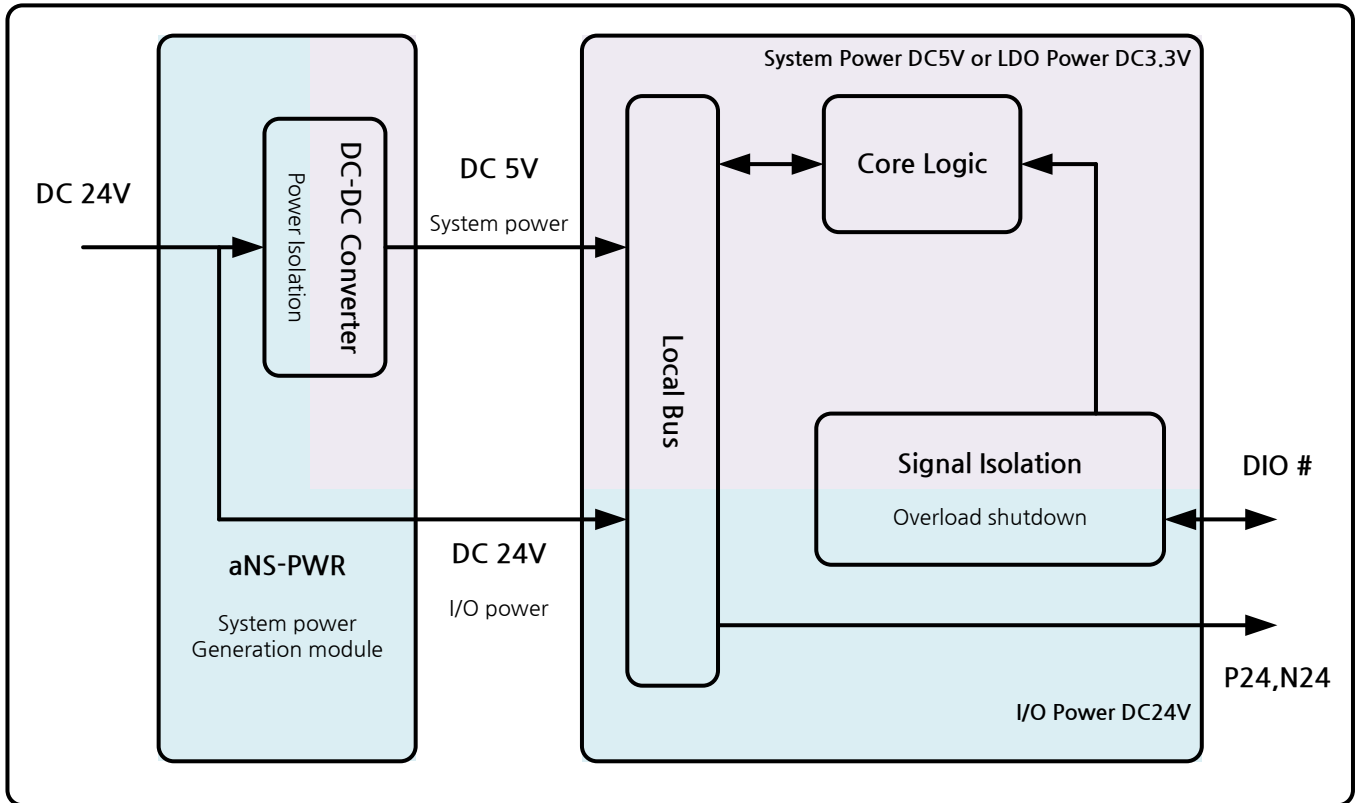 System Power DC5V or LDO Power DC3.3V
DC 24V
DC-DC Converter
Power Isolation
DC 5V
System power
Core Logic
Local Bus
Signal Isolation
Overload shutdown
DIO #
aNS-PWR
System power
Generation module
DC 24V
I/O power
P24,N24
I/O Power DC24V